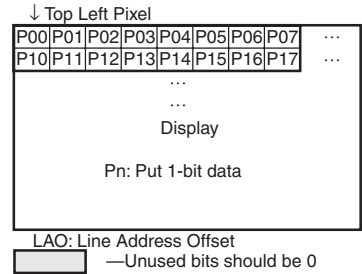 ↓ Top Left Pixel
P00 P01 P02 P03 P04 P05 P06 P07 …
P10 P11 P12 P13 P14 P15 P16 P17 …
…
…
Display
Pn: Put 1-bit data
LAO: Line Address Offset
—Unused bits should be 0